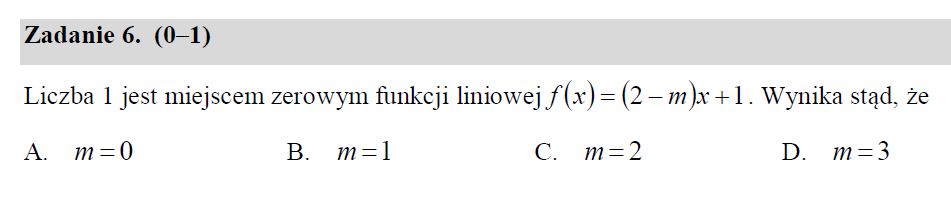 Zadanie 6. (0–1)
Liczba 1 jest miejscem zerowym funkcji liniowej f(x)=(2−m)x+1. Wynika stąd, że
A. m=0 B. m=1 C. m=2 D. m=3